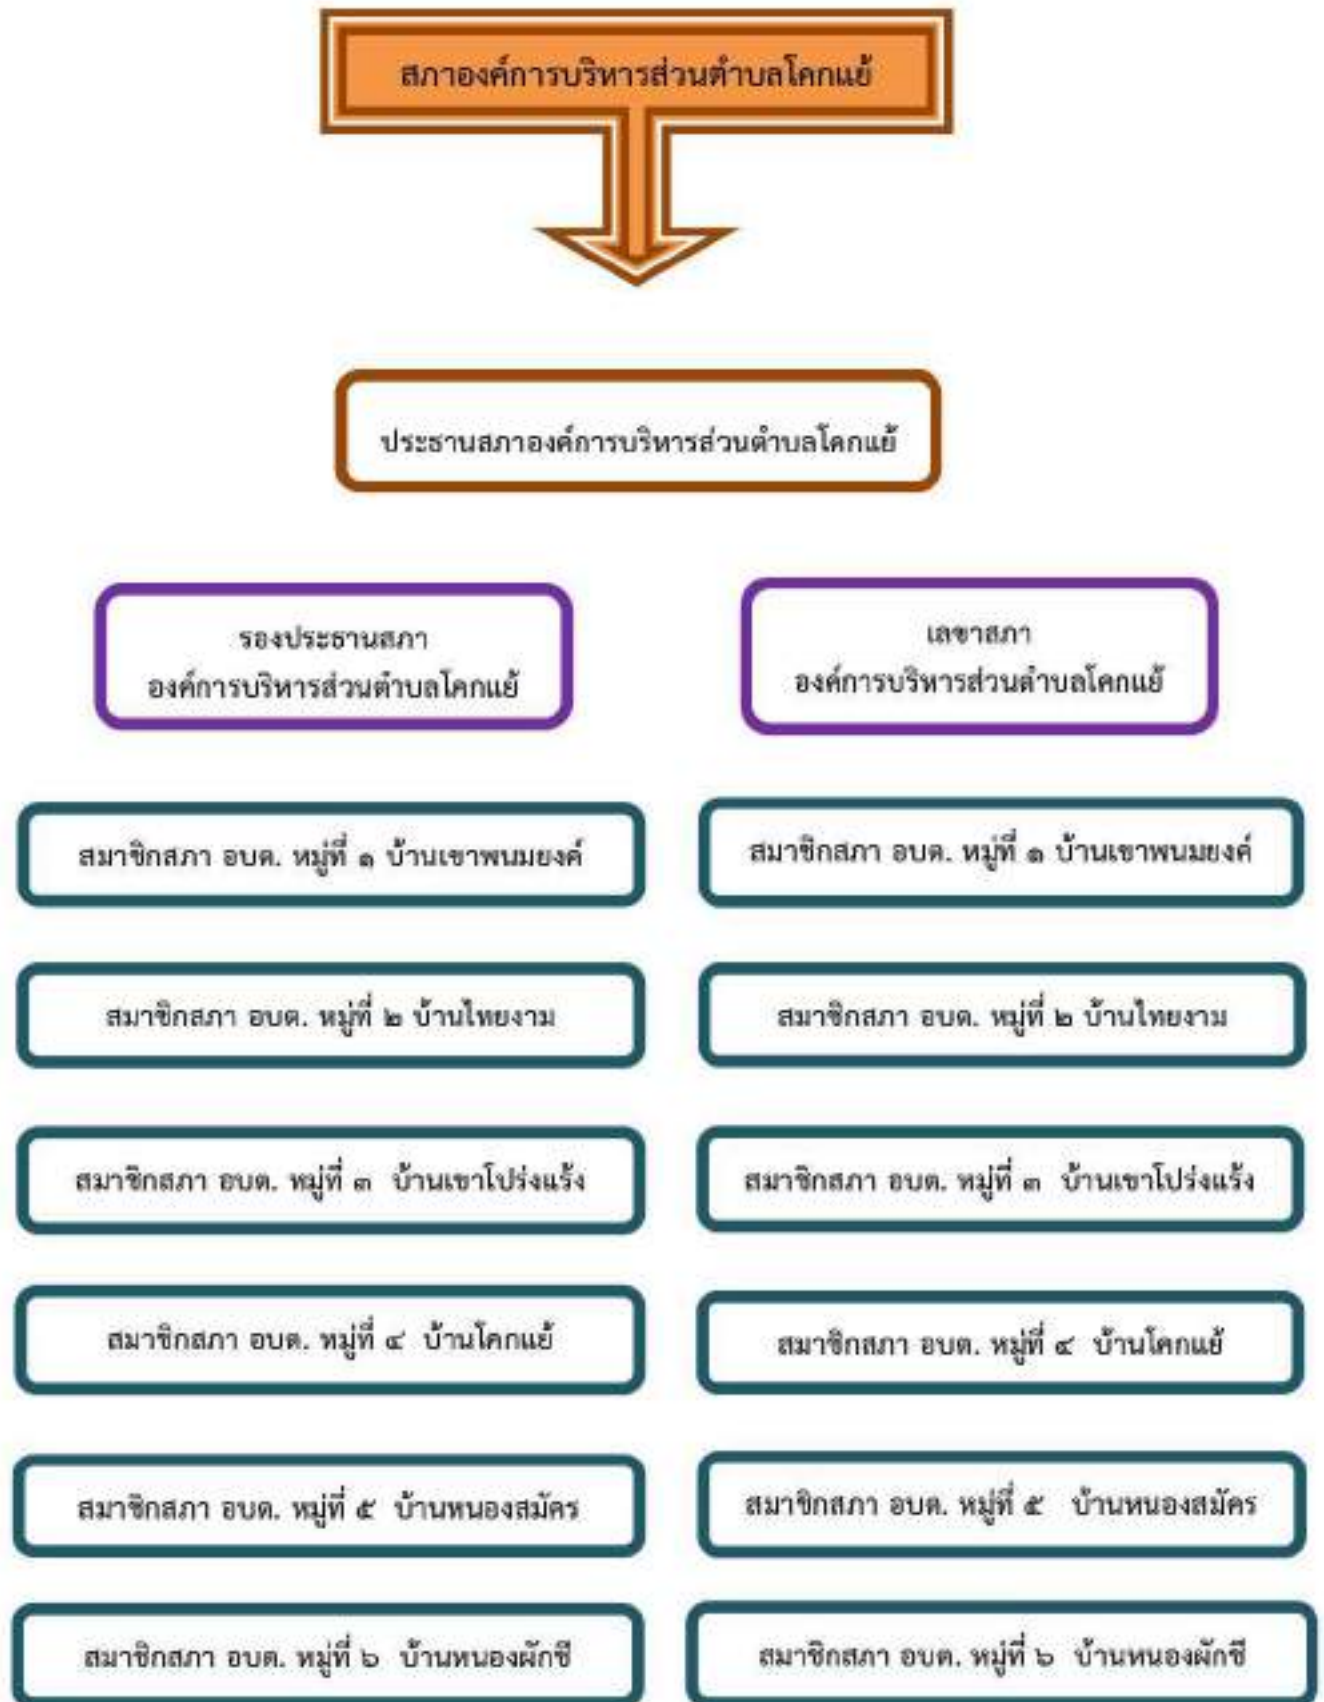 สภาองค์การบริหารส่วนตำบลโคกแย้
ประธานสภาองค์การบริหารส่วนตำบลโคกแย้
รองประธานสภา
องค์การบริหารส่วนตำบลโคกแย้
เลขาสภา
องค์การบริหารส่วนตำบลโคกแย้
สมาชิกสภา อบต. หมู่ที่ ๑ บ้านเขาพนมยงค์
สมาชิกสภา อบต. หมู่ที่ ๑ บ้านเขาพนมยงค์
สมาชิกสภา อบต. หมู่ที่ ๒ บ้านไทยงาม
สมาชิกสภา อบต. หมู่ที่ ๒ บ้านไทยงาม
สมาชิกสภา อบต. หมู่ที่ ๓ บ้านเขาโปร่งแร้ง
สมาชิกสภา อบต. หมู่ที่ ๓ บ้านเขาโปร่งแร้ง
สมาชิกสภา อบต. หมู่ที่ ๔ บ้านโคกแย้
สมาชิกสภา อบต. หมู่ที่ ๔ บ้านโคกแย้
สมาชิกสภา อบต. หมู่ที่ ๕ บ้านหนองสมัคร
สมาชิกสภา อบต. หมู่ที่ ๕ บ้านหนองสมัคร
สมาชิกสภา อบต. หมู่ที่ ๖ บ้านหนองผักชี
สมาชิกสภา อบต. หมู่ที่ ๖ บ้านหนองผักชี